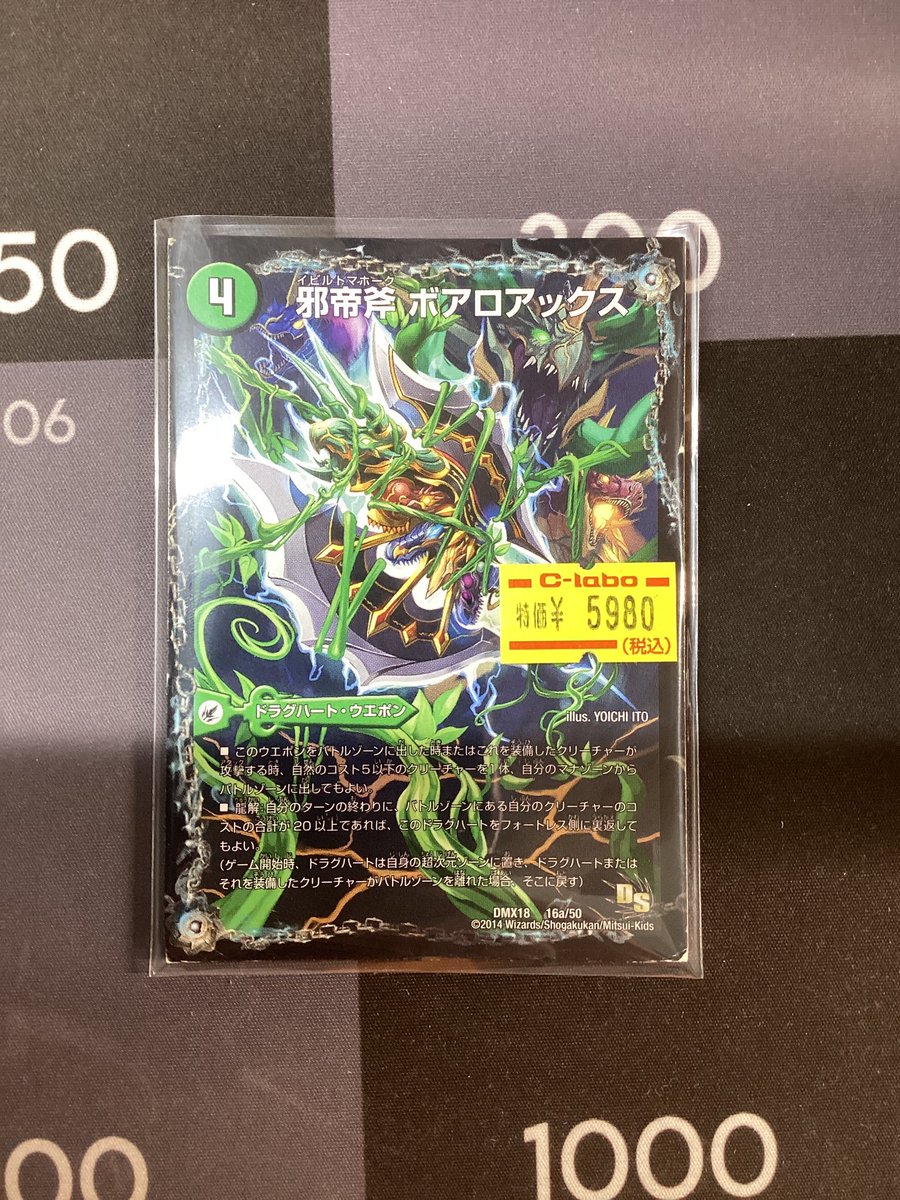 50
300
06
4
イビルトマホーク
邪帝斧 ボアロアックス
C-labo
特価¥ 5980
(税込)
ドラグハート・ウエポン
illus. YOICHI ITO
■ このウエポンをバトルゾーンに出した時またはこれを装備したクリーチャーが
攻撃する時、自然のコスト5以下のクリーチャーを1体、自分のマナゾーンから
バトルゾーンに出してもよい。
■ 龍解:自分のターンの終わりに、バトルゾーンにある自分のクリーチャーのコ
ストの合計が20以上であれば、このドラグハートをフォートレス側に裏返して
もよい。
(ゲーム開始時、ドラグハートは自身の超次元ゾーンに置き、ドラグハートまたは
それを装備したクリーチャーがバトルゾーンを離れた場合、そこに戻す)
DS
DMX18 16a/50
©2014 Wizards/Shogakukan/Mitsui-Kids
00
1000